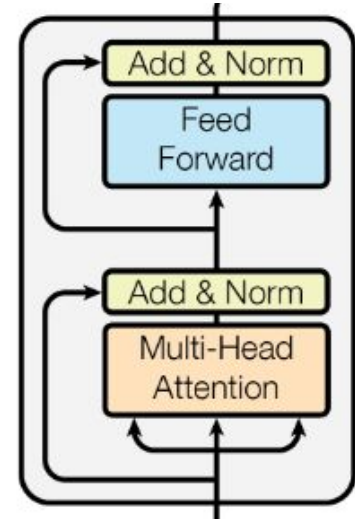 Add & Norm
Feed
Forward
Add & Norm
Multi-Head
Attention